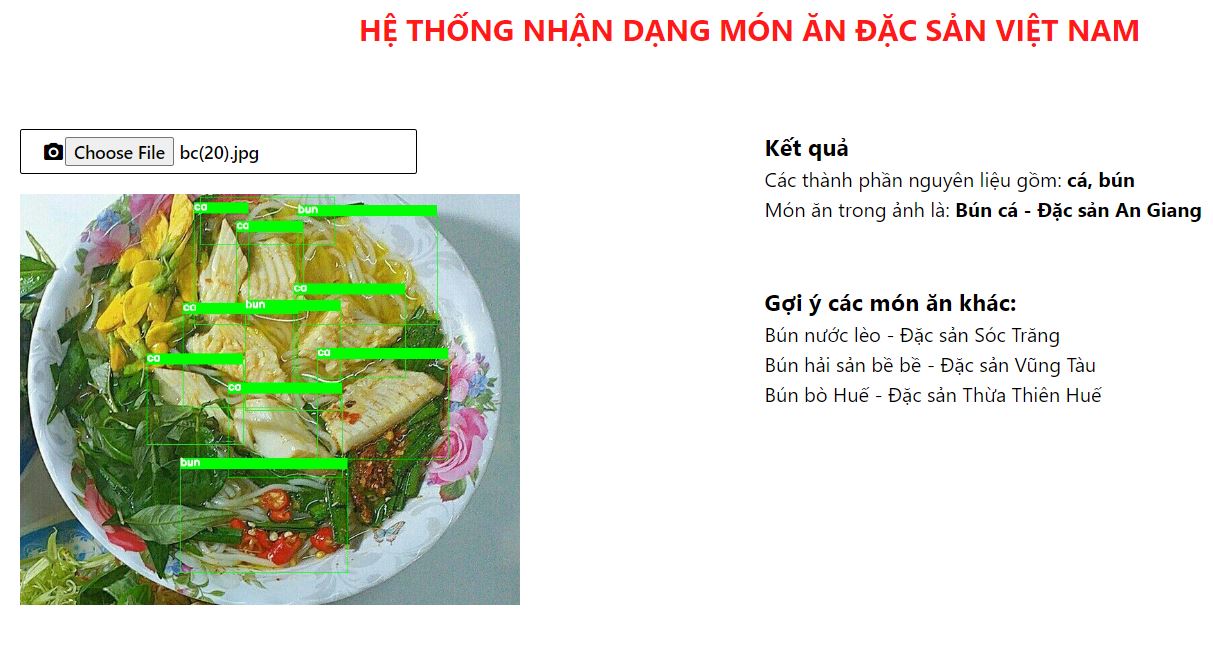 HỆ THỐNG NHẬN DẠNG MÓN ĂN ĐẶC SẢN VIỆT NAM
Choose File bc(20).jpg
ca
bun
ca
ca
ca
bun
ca
ca
ca
bun
Kết quả
Các thành phần nguyên liệu gồm: cá, bún
Món ăn trong ảnh là: Bún cá - Đặc sản An Giang
Gợi ý các món ăn khác:
Bún nước lèo - Đặc sản Sóc Trăng
Bún hải sản bề bề - Đặc sản Vũng Tàu
Bún bò Huế - Đặc sản Thừa Thiên Huế